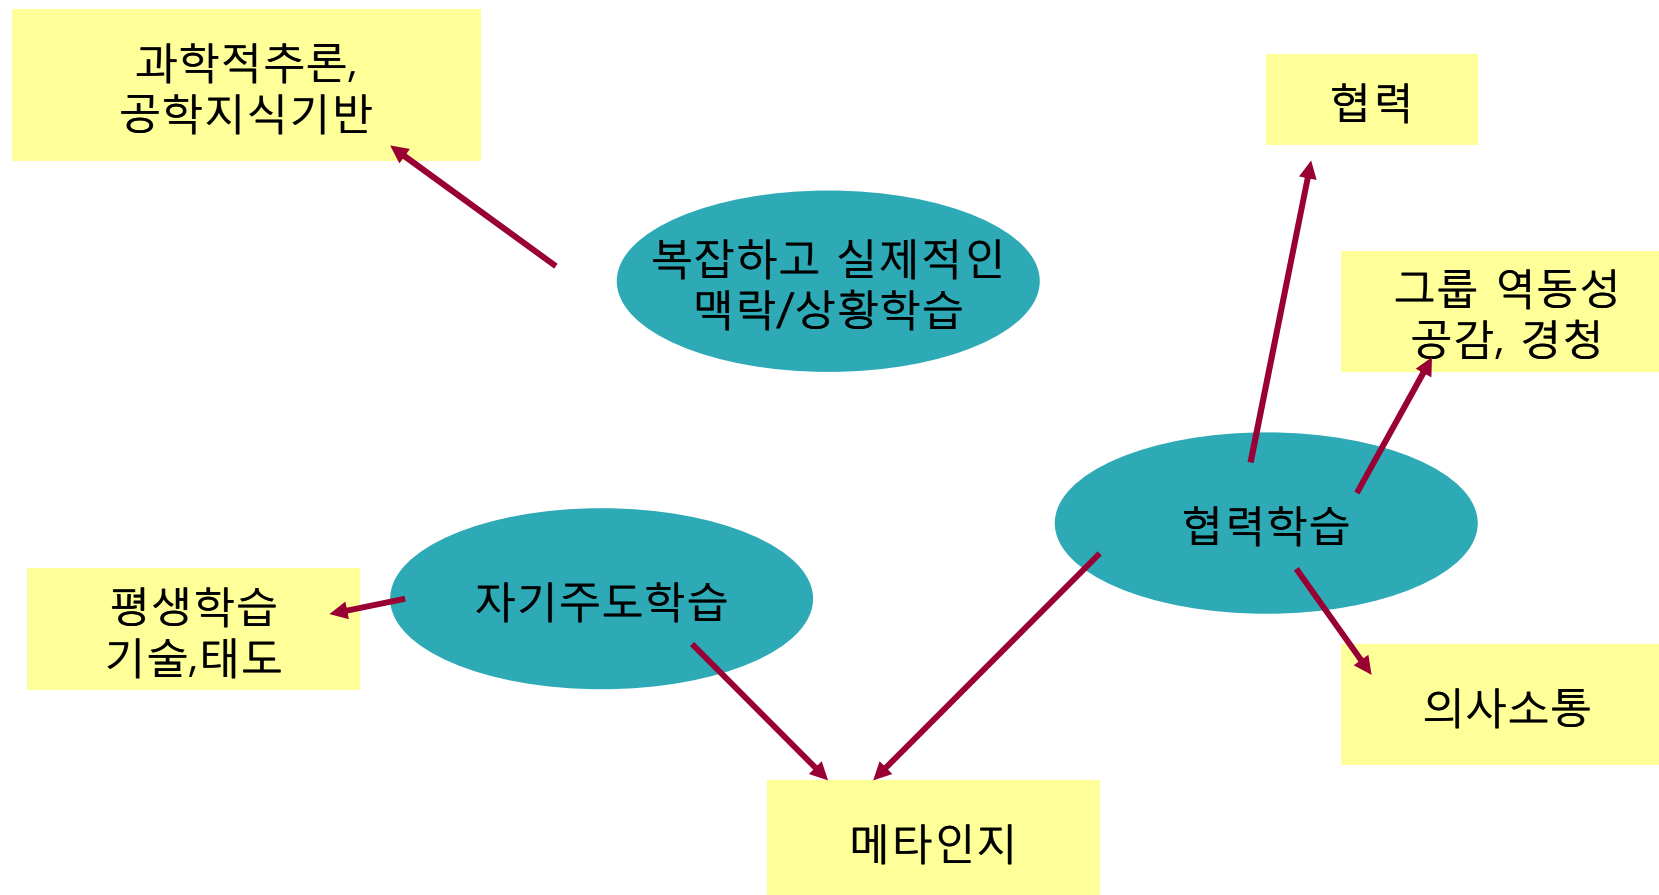 과학적추론,
공학지식기반
협력
복잡하고 실제적인
맥락/상황학습
그룹 역동성
공감, 경청
협력학습
자기주도학습
평생학습
기술,태도
의사소통
메타인지